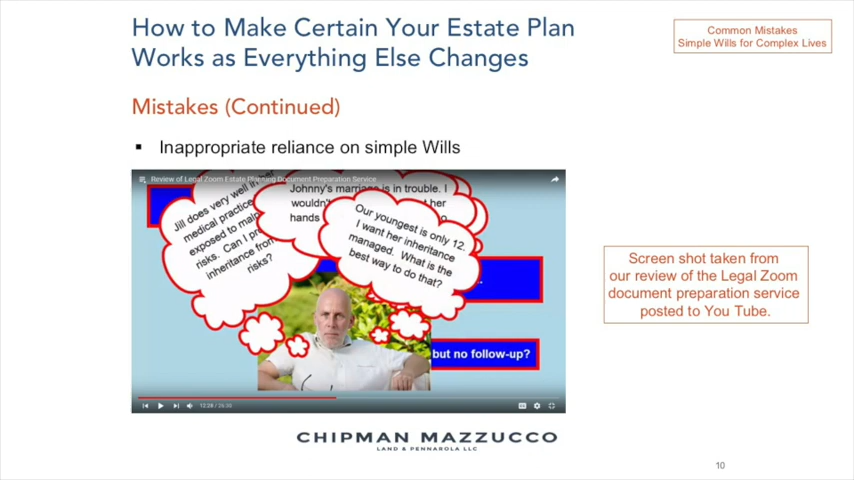 How to Make Certain Your Estate Plan
Works as Everything Else Changes
Common Mistakes
Simple Wills for Complex Lives
Mistakes (Continued)
▪ Inappropriate reliance on simple Wills
Review of Legal Zoom Estate Planning Document Preparation Service
Jill does very well in her
medical practice
exposed to
risks. Can I
inheritance from
risks?
Johnny's marriage is in trouble. I
wouldn't her
hands
Our youngest is only 12.
I want her inheritance
managed. What is the
best way to do that?
but no follow-up?
12:28 / 26:30
Screen shot taken from
our review of the Legal Zoom
document preparation service
posted to You Tube.
CHIPMAN MAZZUCCO
LAND & PENNAROLA LLC
10